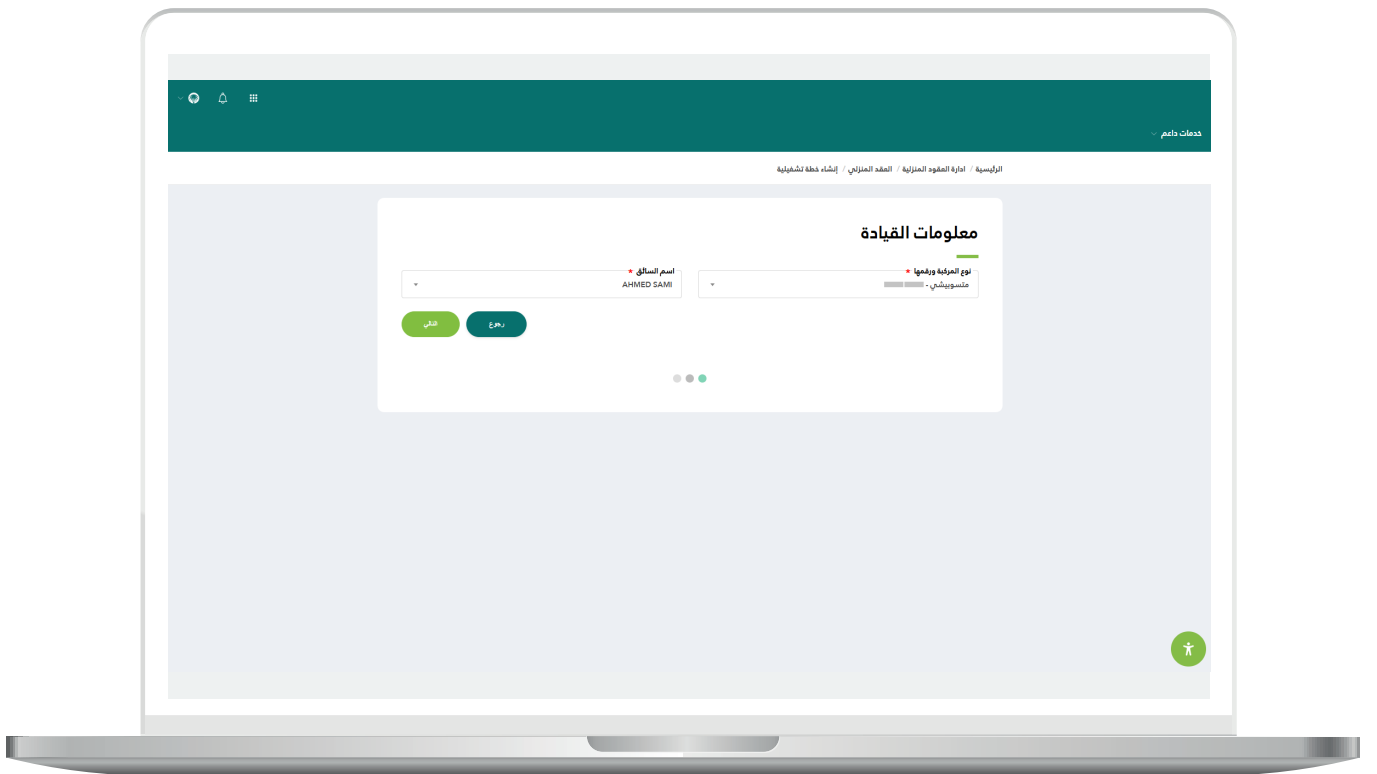 خدمات داعم
الرئيسية / ادارة العقود المنزلية / العقد المنزلي / إنشاء خطة تشغيلية
معلومات القيادة
نوع المركبة ورقمها *
متسوبيشي -
اسم السائق *
AHMED SAMI
رجوع
التالي